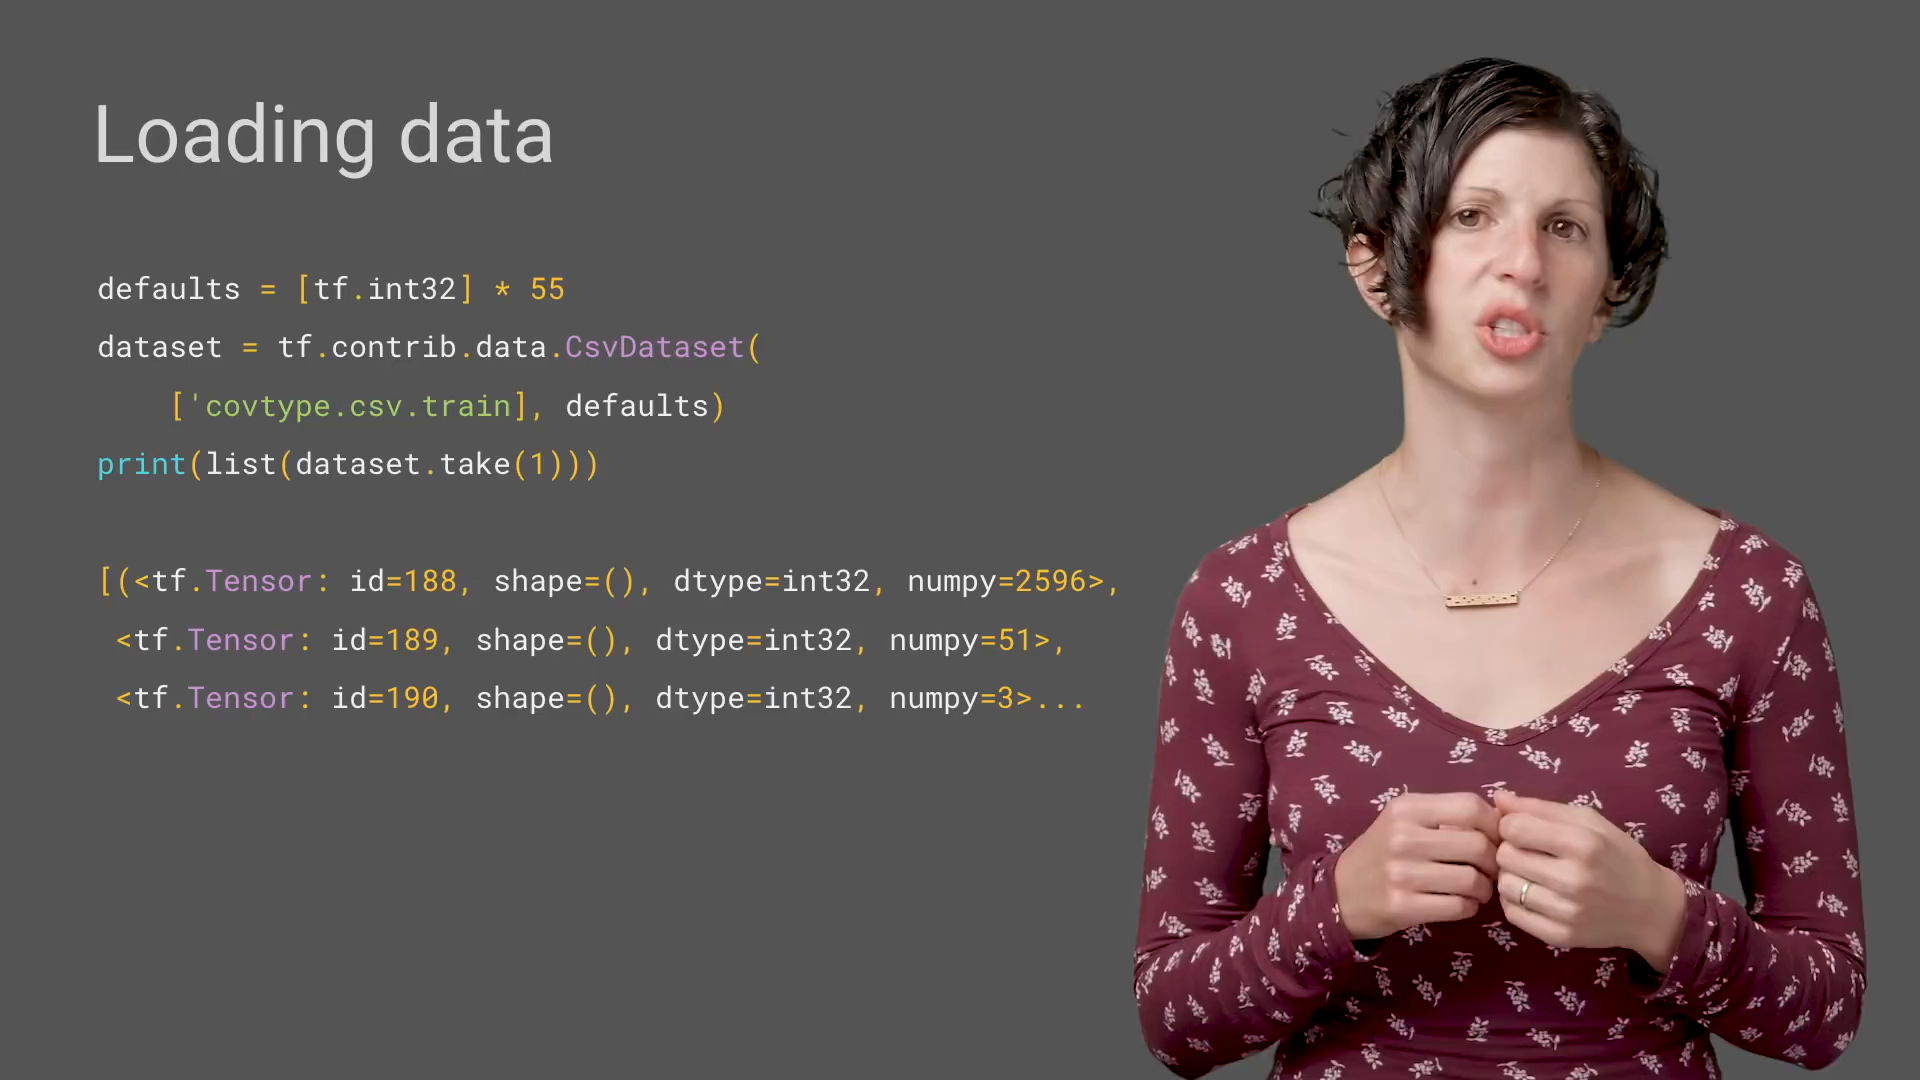 Loading data
defaults = [tf.int32] * 55
dataset = tf.contrib.data.CsvDataset(
['covtype.csv.train], defaults)
print(list(dataset.take(1)))
[(<tf.Tensor: id=188, shape=(), dtype=int32, numpy=2596>,
<tf.Tensor: id=189, shape=(), dtype=int32, numpy=51>,
<tf.Tensor: id=190, shape=(), dtype=int32, numpy=3>...